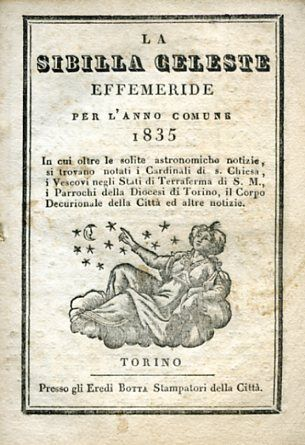 LA
SIBILLA CELESTE
EFFEMERIDE
PER L'ANNO COMUNE
1835
In cui oltre le solite astronomiche notizie,
si trovano notati i Cardinali di s. Chiesa,
i Vescovi negli Stati di Terraferma di S. M.,
i Parrochi della Diocesi di Torino, il Corpo
Decurionale della Città ed altre notizie.
TORINO
Presso gli Eredi BOTTA Stampatori della Città.